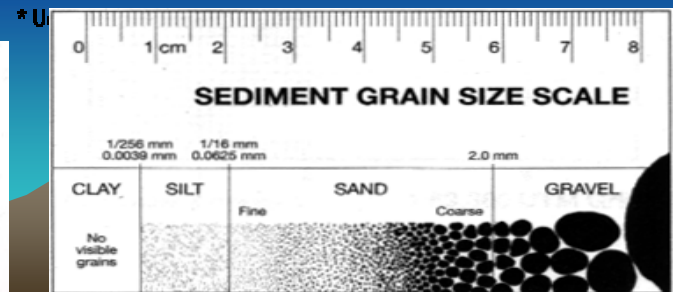 * U
0 1 cm 2 3 4 5 6 7 8
SEDIMENT GRAIN SIZE SCALE
1/256 mm 1/16 mm
0.0039 mm 0.0625 mm 2.0 mm
CLAY SILT SAND GRAVEL
Fine Coarse
No
visible
grains